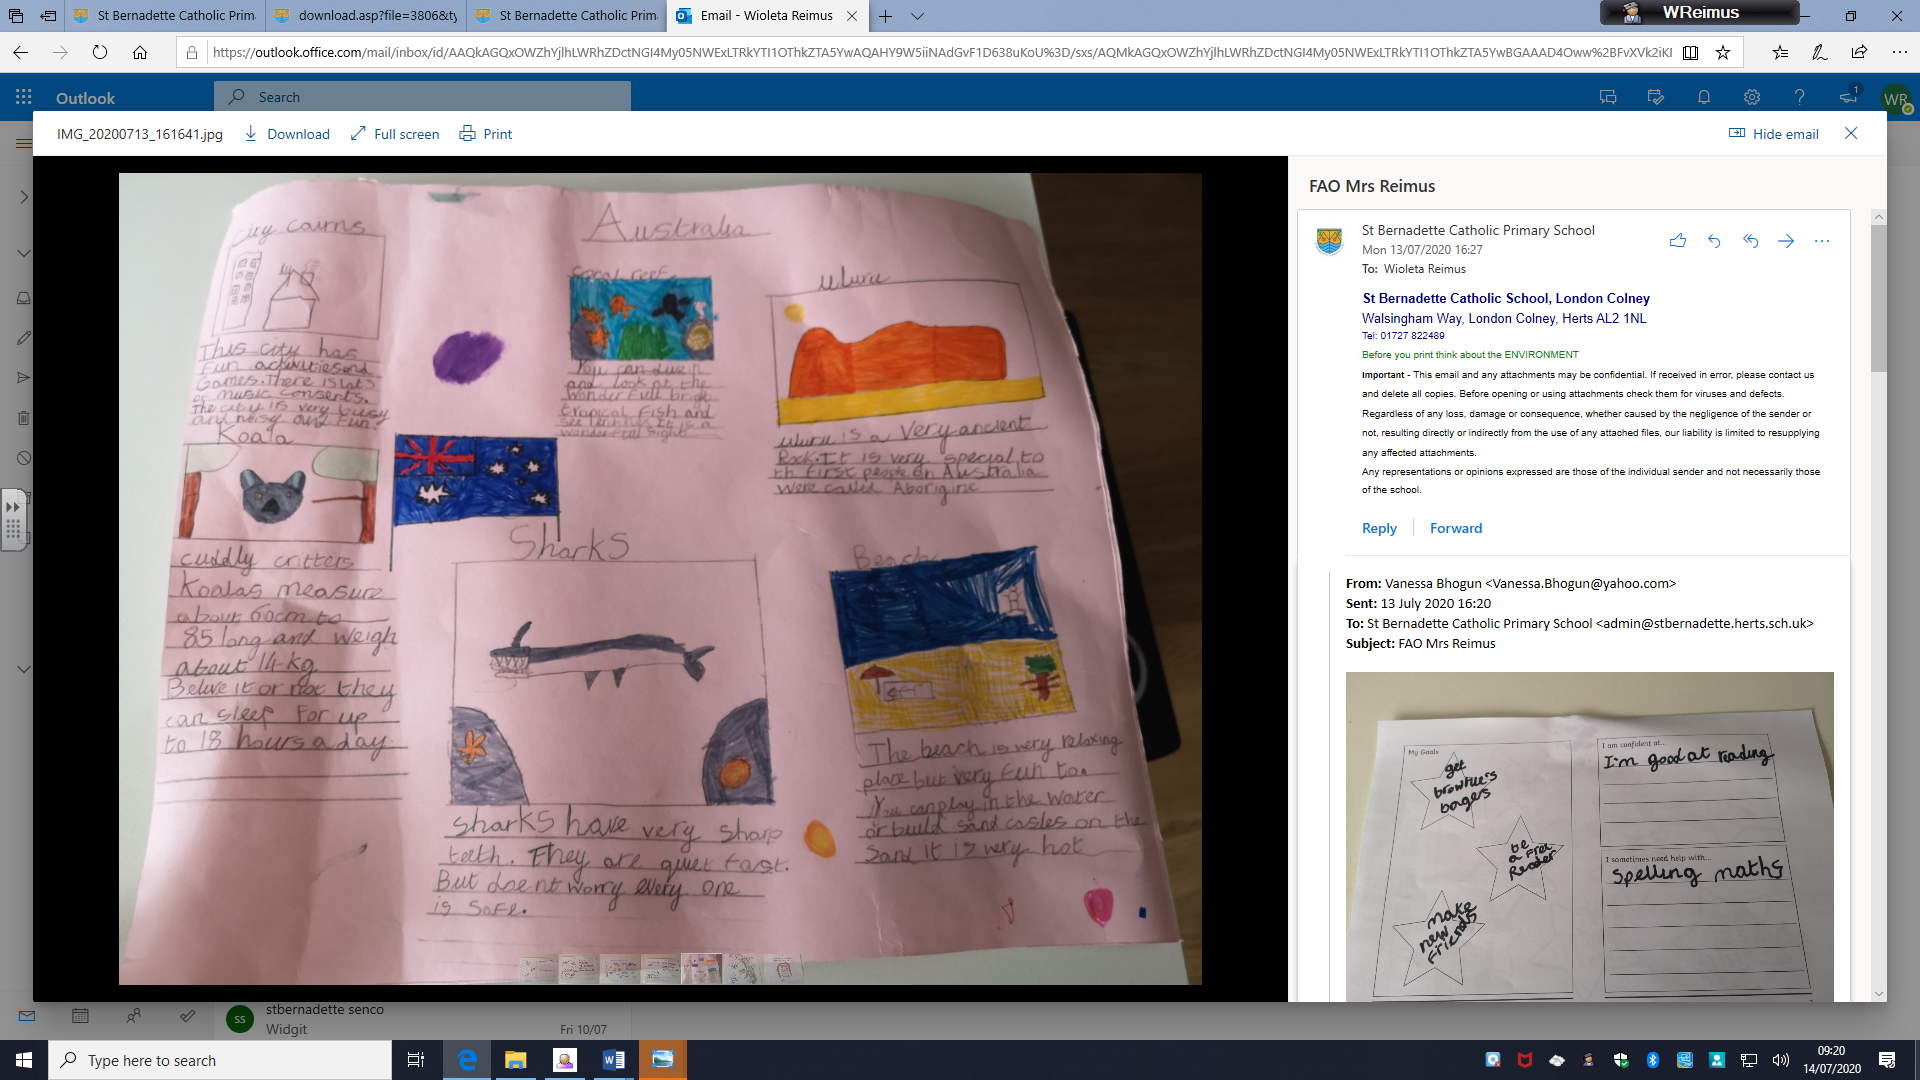 St Bernadette Catholic Prim
download.asp?file=3806&ty
St Bernadette Catholic Prim
Email - Wioleta Reimus
WReimus
Outlook
Search
1
WR
IMG_20200713_161641.jpg
Download
Full screen
Print
Hide email
City cairns
This city has
Fun activities and
Games. There is lots
of music consents.
The city is very busy
and noisy and Fun.
Koala
cuddly critters
Koalas measure
about 60cm to
85 long and weigh
about 14-kg
Belive it or not they
can sleep For up
to 18 hours a day.
Australia
Coral reef
You can dive in
and look at the
wonderfull bright
tropical Fish and
It is a
wonderfull sight
uluru
uluru is a very ancient
Rock. It is very special to
th First people on Australia
were called Aborigine
Sharks
Sharks have very sharp
teeth. They are quiet fast.
But doent worry every one
is safe.
Beach
The beach is very relaxing
place but very Fun to.
You can play in the water
or build sand casles on the
Sand it is very hot
FAO Mrs Reimus
St Bernadette Catholic Primary School
Mon 13/07/2020 16:27
To: Wioleta Reimus
St Bernadette Catholic School, London Colney
Walsingham Way, London Colney, Herts AL2 1NL
Tel: 01727 822489
Before you print think about the ENVIRONMENT
Important - This email and any attachments may be confidential. If received in error, please contact us
and delete all copies. Before opening or using attachments check them for viruses and defects.
Regardless of any loss, damage or consequence, whether caused by the negligence of the sender or
not, resulting directly or indirectly from the use of any attached files, our liability is limited to resupplying
any affected attachments.
Any representations or opinions expressed are those of the individual sender and not necessarily those
of the school.
Reply
Forward
From: Vanessa Bhogun <Vanessa.Bhogun@yahoo.com>
Sent: 13 July 2020 16:20
To: St Bernadette Catholic Primary School <admin@stbernadette.herts.sch.uk>
Subject: FAO Mrs Reimus
My Goals
get
brownie's
bagers
be
a Free
Reader
make
new
Friends
I am confident at...
I'm good at reading
I sometimes need help with...
Spelling maths
SS
stbernadette senco
Widgit
Fri 10/07
Type here to search
09:20
14/07/2020